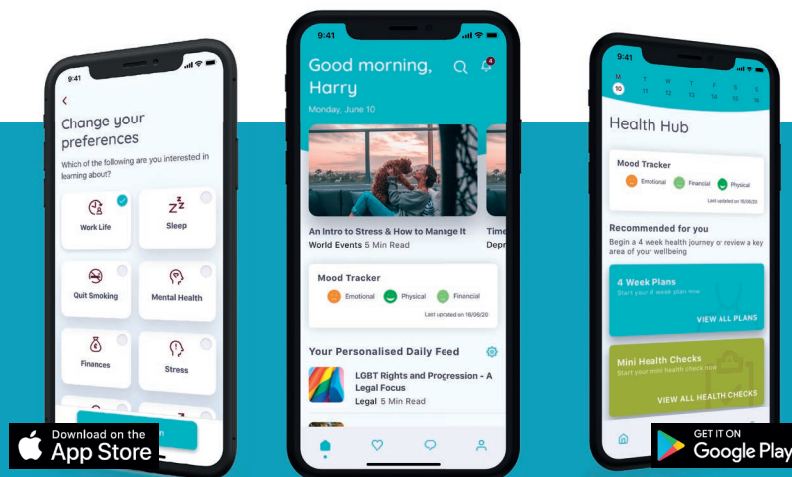 9:41
Change your
preferences
Which of the following are you interested in
learning about?
Work Life
Sleep
Quit Smoking
Mental Health
Finances
Stress
Download on the
App Store
9:41
Good morning,
Harry
4
Monday, June 10
An Intro to Stress & How to Manage It
World Events 5 Min Read
Time
Depr
Mood Tracker
Emotional
Physical
Financial
Last updated on 16/06/20
Your Personalised Daily Feed
LGBT Rights and Progression - A
Legal Focus
Legal 5 Min Read
9:41
M T W T F S S
10 11 12 13 14 15 16
Health Hub
Mood Tracker
Emotional
Financial
Physical
Last updated on 16/06/20
Recommended for you
Begin a 4 week health journey or review a key
area of your wellbeing
4 Week Plans
Start your 4 week plan now
VIEW ALL PLANS
Mini Health Checks
Start your mini health check now
VIEW ALL HEALTH CHECKS
GET IT ON
Google Play